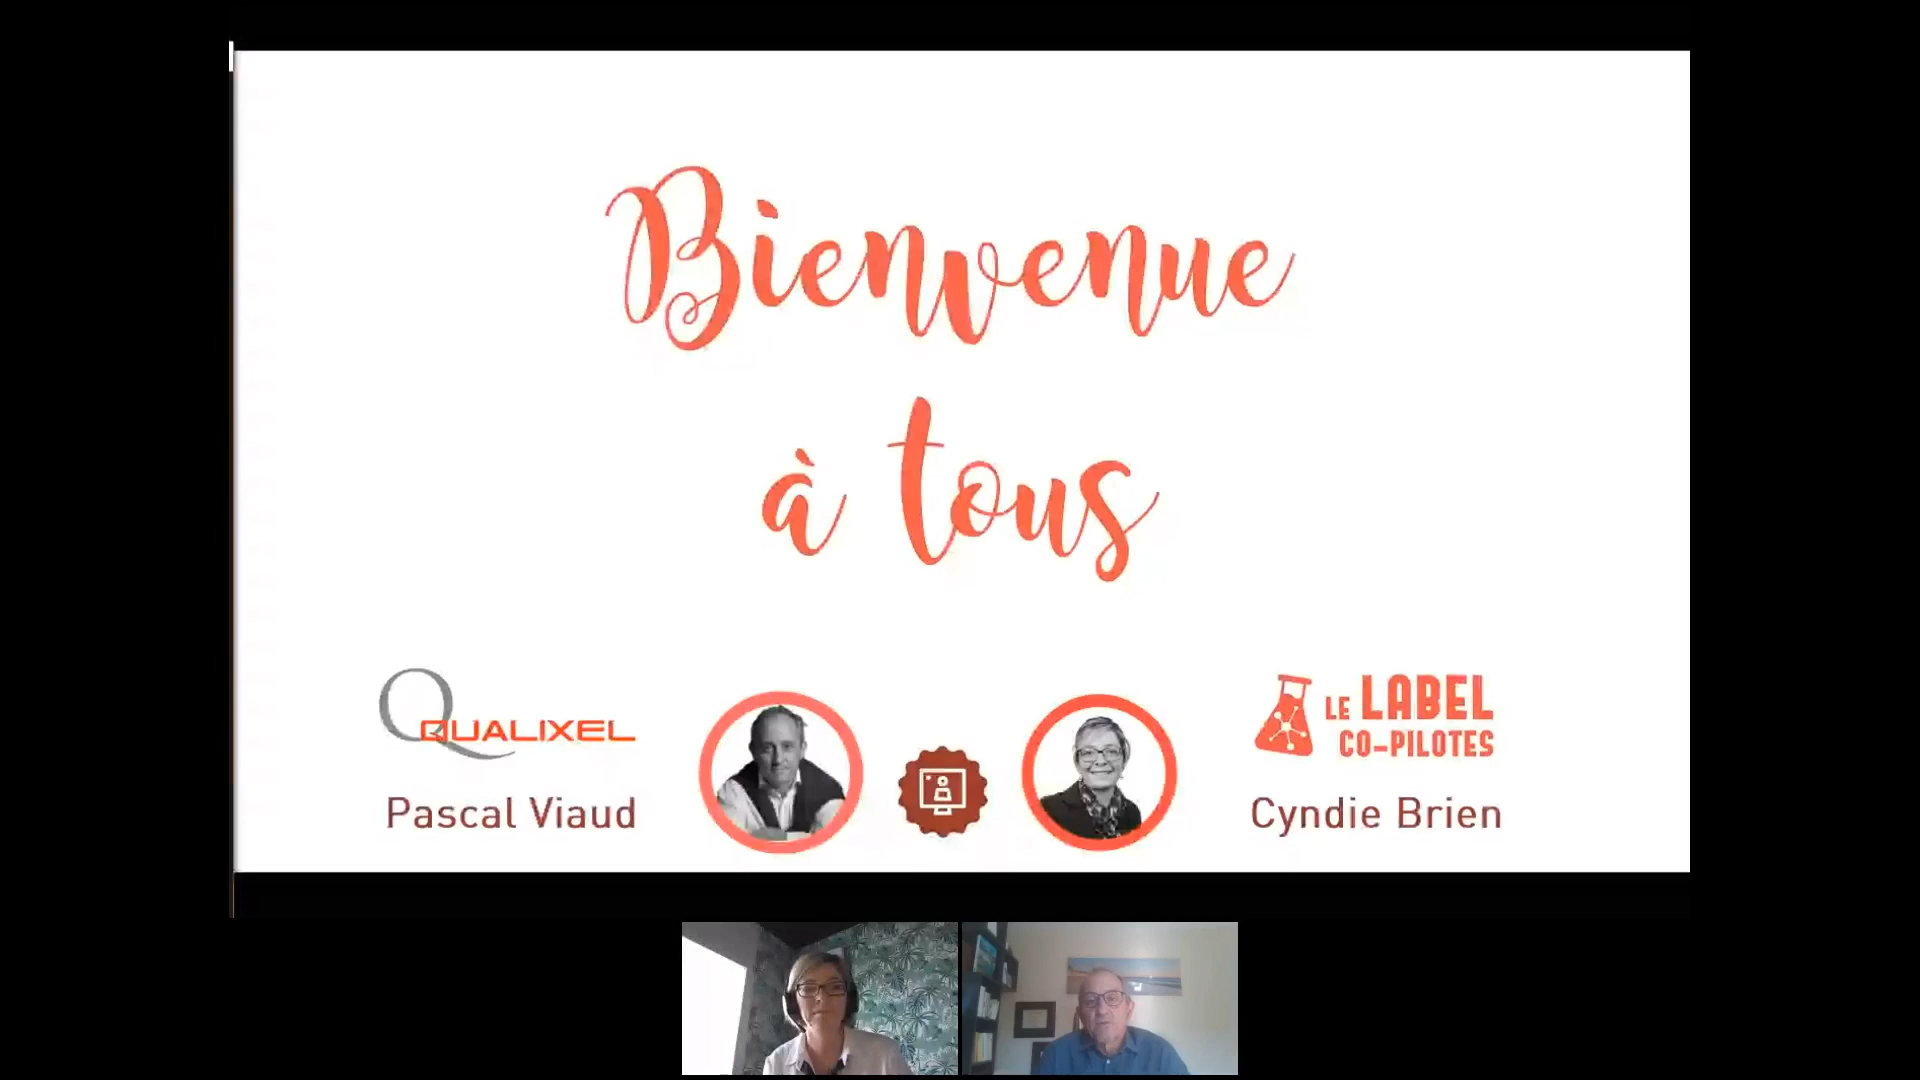 Bienvenue
à tous
QUALIXEL
Pascal Viaud
LE LABEL
CO-PILOTES
Cyndie Brien